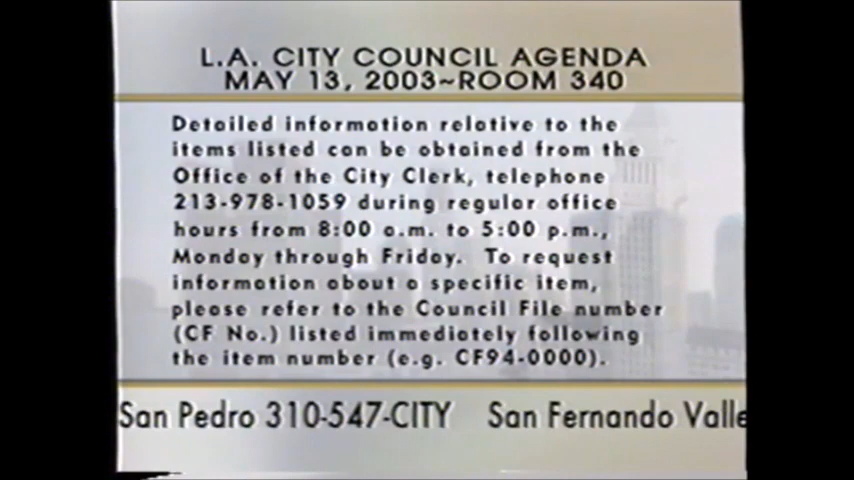 L.A. CITY COUNCIL AGENDA
MAY 13, 2003~ROOM 340
Detailed information relative to the
items listed can be obtained from the
Office of the City Clerk, telephone
213-978-1059 during regular office
hours from 8:00 a.m. to 5:00 p.m.,
Monday through Friday. To request
information about a specific item,
please refer to the Council File number
(CF No.) listed immediately following
the item number (e.g. CF94-0000).
San Pedro 310-547-CITY San Fernando Valle